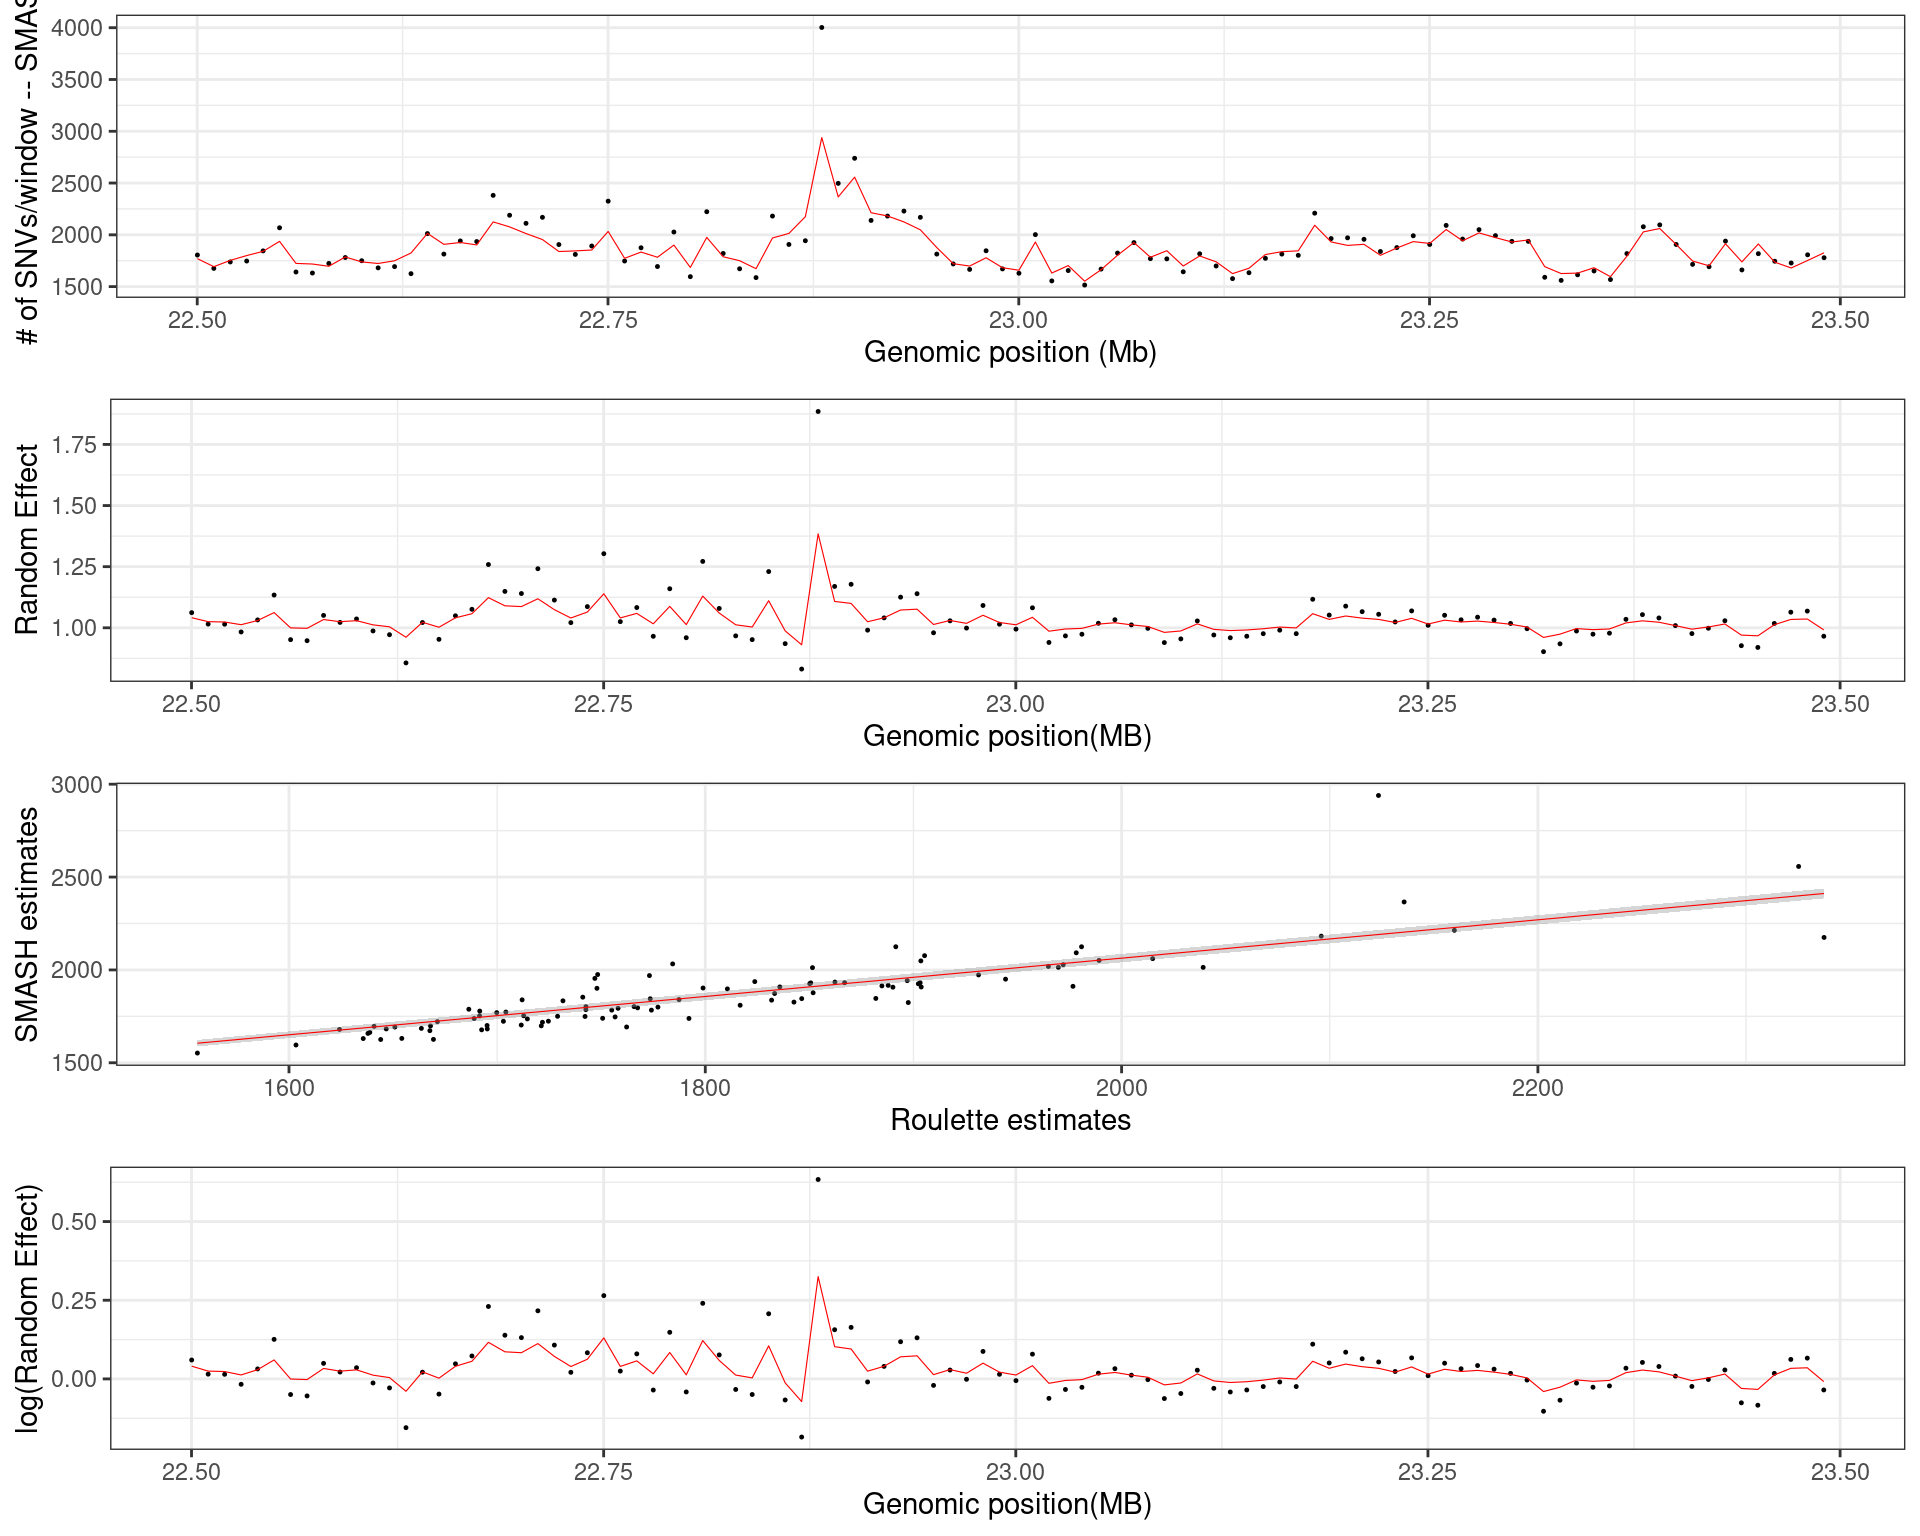 # of SNVs/window -- SMAS
4000
3500
3000
2500
2000
1500
22.50 22.75 23.00 23.25 23.50
Genomic position (Mb)
Random Effect
1.75
1.50
1.25
1.00
22.50 22.75 23.00 23.25 23.50
Genomic position(MB)
SMASH estimates
3000
2500
2000
1500
1600 1800 2000 2200
Roulette estimates
log(Random Effect)
0.50
0.25
0.00
22.50 22.75 23.00 23.25 23.50
Genomic position(MB)